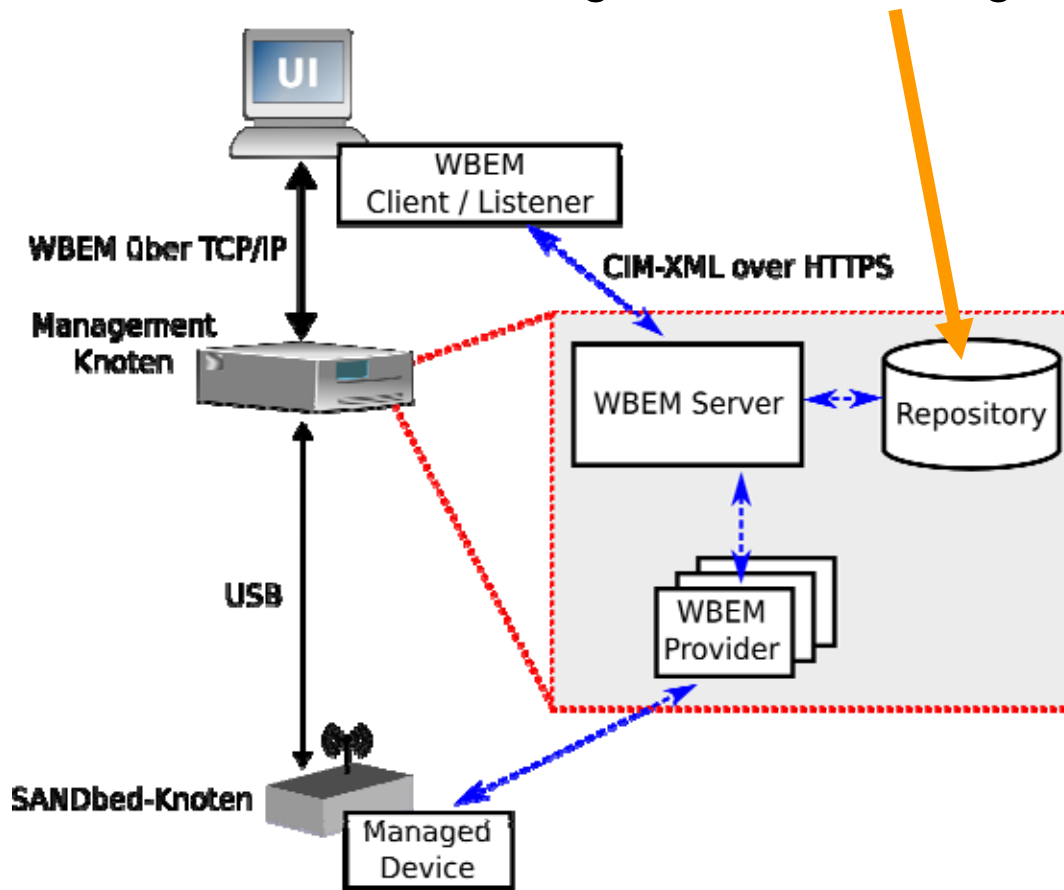 UI
WBEM
Client / Listener
WBEM über TCP/IP
CIM-XML over HTTPS
Management
Knoten
WBEM Server
Repository
USB
WBEM
Provider
SANDbed-Knoten
Managed
Device